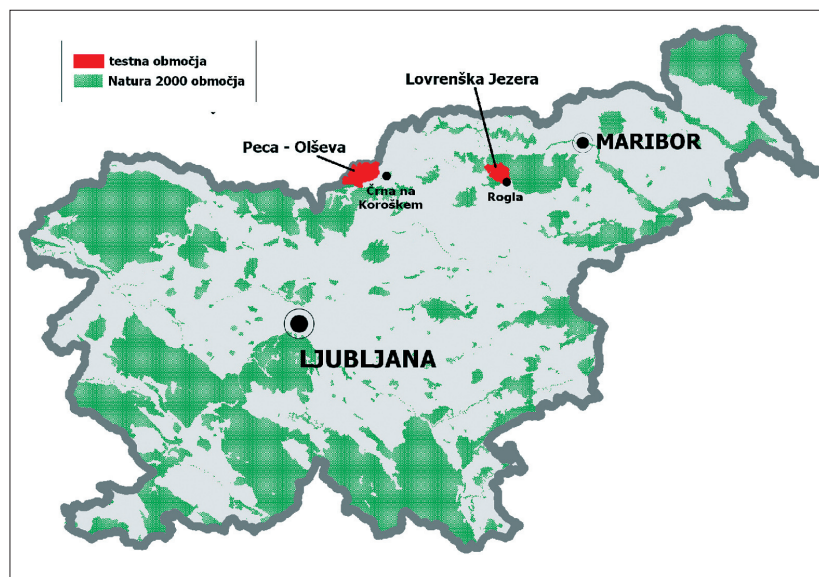 testna območja
Natura 2000 območja
Lovrenška Jezera
Peca - Olševa
MARIBOR
Črna na
Koroškem
Rogla
LJUBLJANA